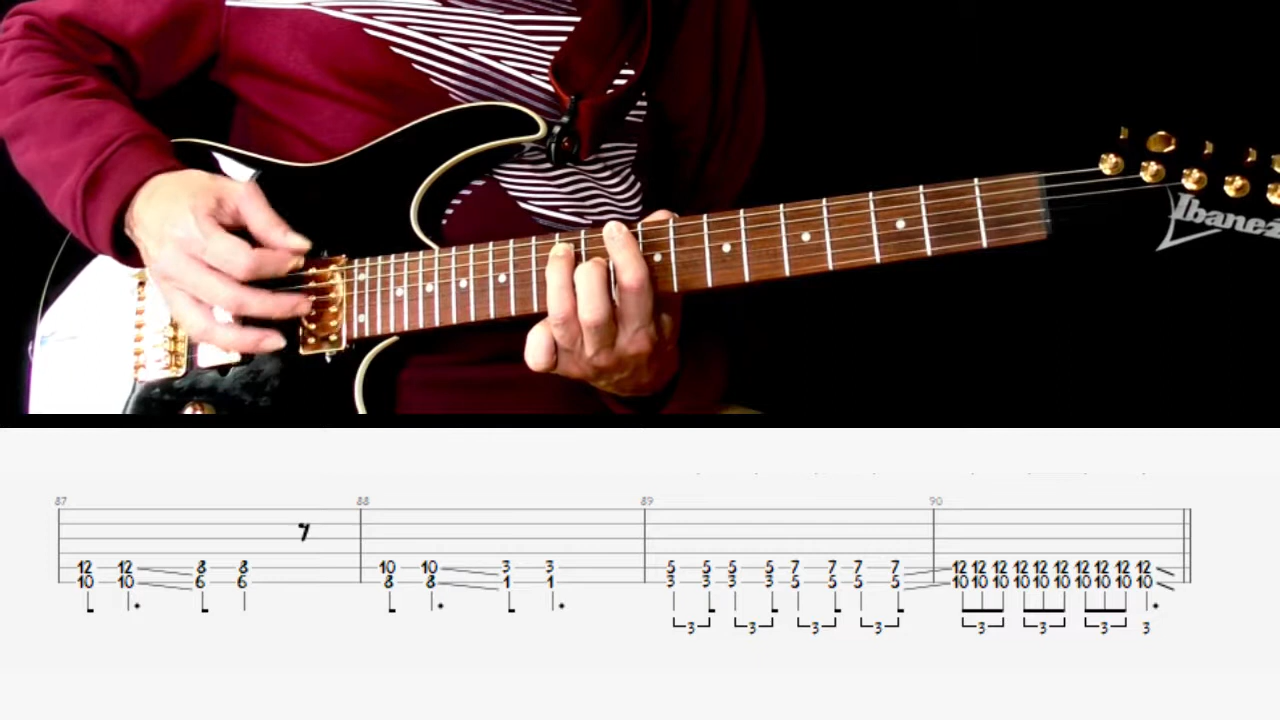 Ibanez
87 88 89 90
12 12 8 8 10 10 3 3 5 5 5 5 7 7 7 7 12 12 12 12 12 12 12 12 12 12
10 10 6 6 8 8 1 1 3 3 3 3 5 5 5 5 10 10 10 10 10 10 10 10 10 10
3 3 3 3 3 3 3 3